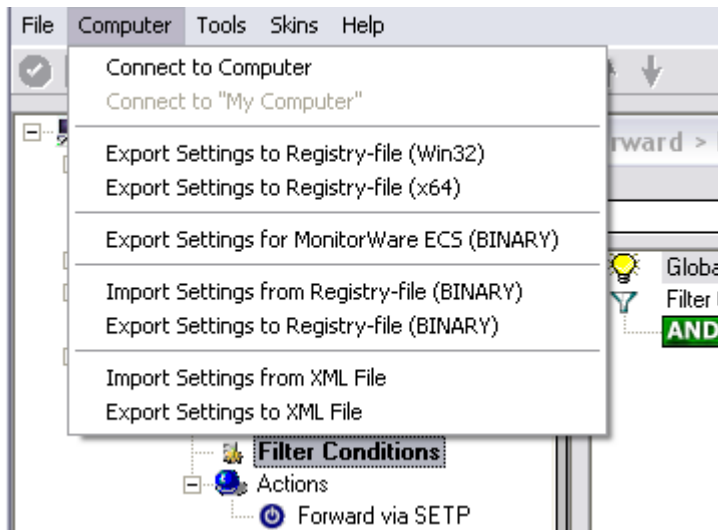 File Computer Tools Skins Help
Connect to Computer
Connect to "My Computer"
Export Settings to Registry-file (Win32)
Export Settings to Registry-file (x64)
Export Settings for MonitorWare ECS (BINARY)
Import Settings from Registry-file (BINARY)
Export Settings to Registry-file (BINARY)
Import Settings from XML File
Export Settings to XML File
rward >
Globa
Filter
AND
Filter Conditions
Actions
Forward via SETP